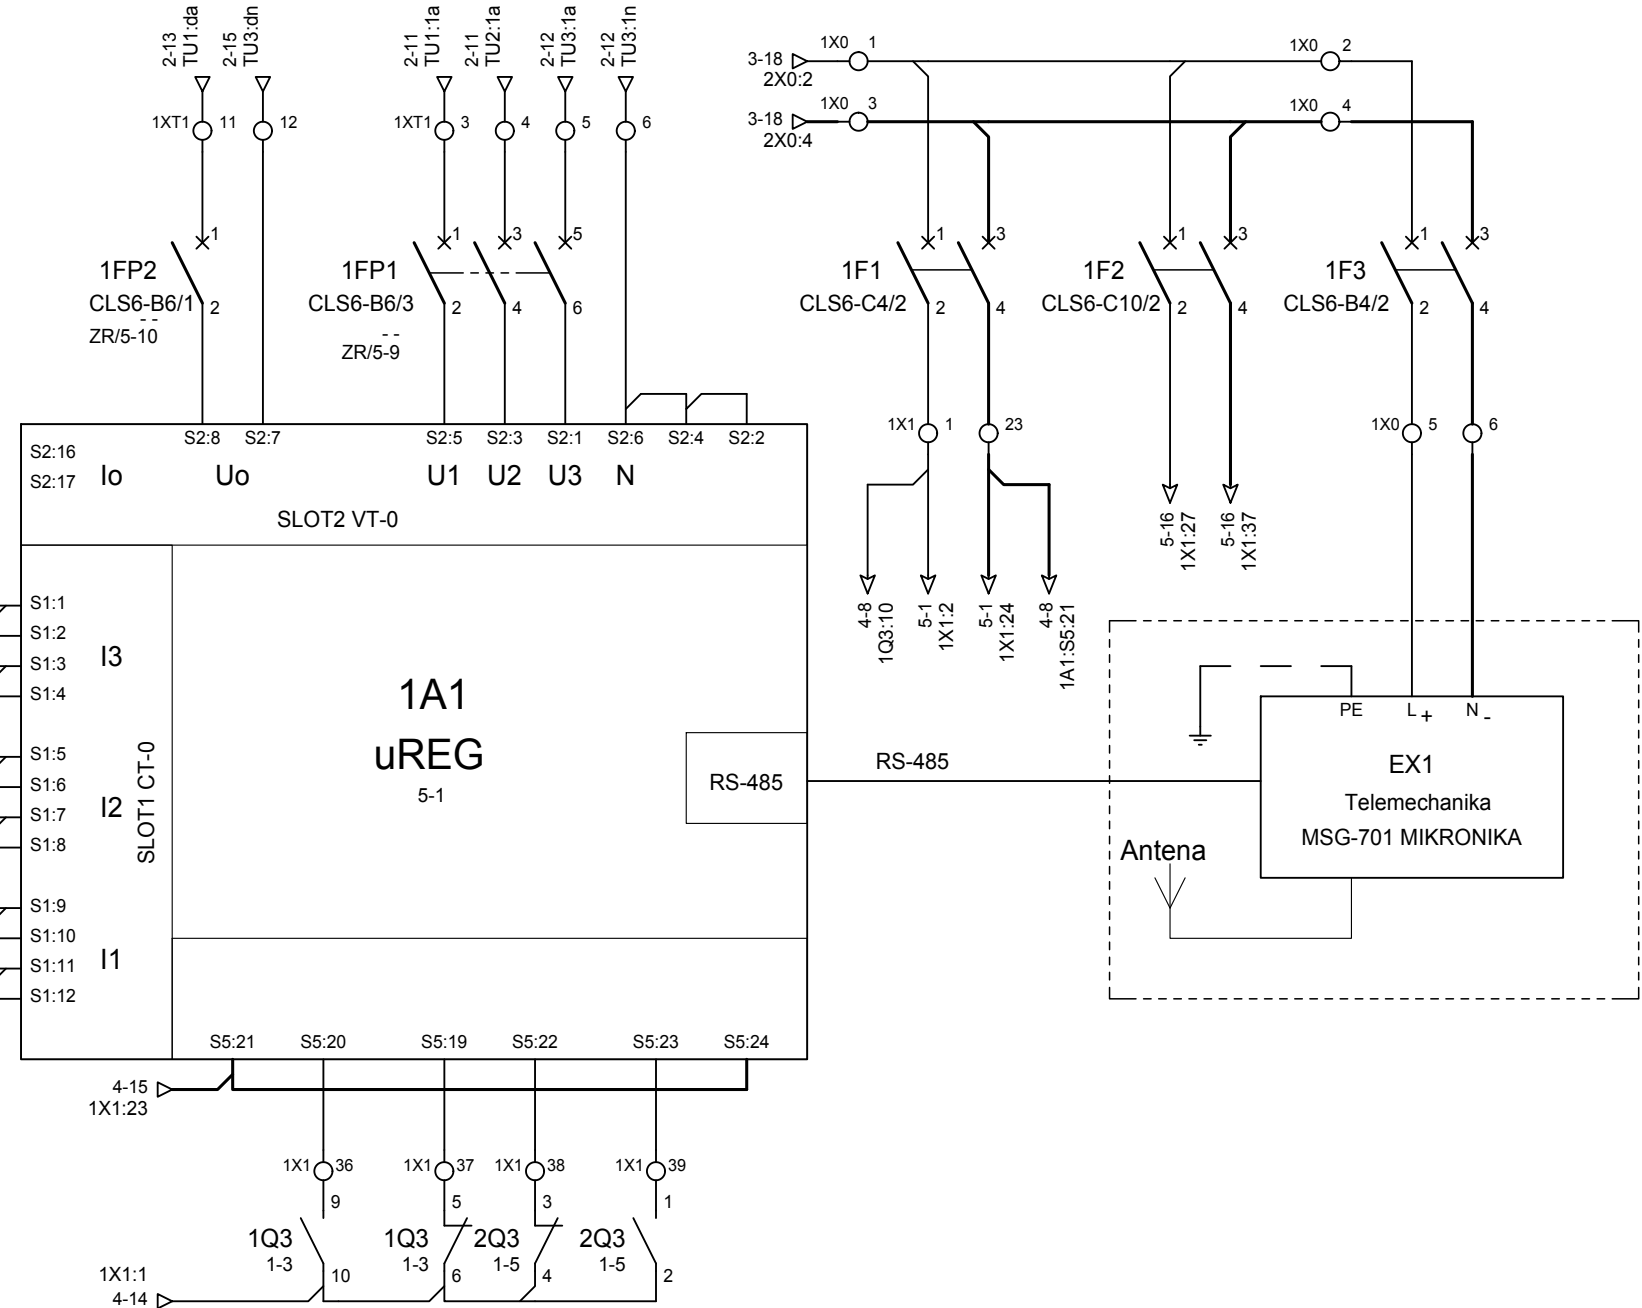 2-13
TU1:da
2-15
TU3:dn
2-11
TU1:1a
2-11
TU2:1a
2-12
TU3:1a
2-12
TU3:1n
3-18
2X0:2
1X0 1
1X0 2
3-18
2X0:4
1X0 3
1X0 4
1XT1 11
12
1XT1 3
4
5
6
1
1FP2
CLS6-B6/1
2
- -
ZR/5-10
1
3
5
1FP1
CLS6-B6/3
2
4
6
- -
ZR/5-9
1
3
1F1
CLS6-C4/2
2
4
1
3
1F2
CLS6-C10/2
2
4
1
3
1F3
CLS6-B4/2
2
4
1X1 1
23
1X0 5
6
4-8
1Q3:10
5-1
1X1:2
5-1
1X1:24
4-8
1A1:S5:21
5-16
1X1:27
5-16
1X1:37
S2:16
S2:17
Io
S2:8
S2:7
Uo
S2:5
S2:3
S2:1
S2:6
S2:4
S2:2
U1
U2
U3
N
SLOT2 VT-0
S1:1
S1:2
S1:3
S1:4
I3
S1:5
S1:6
S1:7
S1:8
I2
S1:9
S1:10
S1:11
S1:12
I1
SLOT1 CT-0
1A1
uREG
5-1
RS-485
RS-485
PE
L +
N -
EX1
Telemechanika
MSG-701 MIKRONIKA
Antena
S5:21
S5:20
S5:19
S5:22
S5:23
S5:24
4-15
1X1:23
1X1 36
1X1 37
1X1 38
1X1 39
9
1Q3
1-3
10
5
1Q3
1-3
6
3
2Q3
1-5
4
1
2Q3
1-5
2
1X1:1
4-14